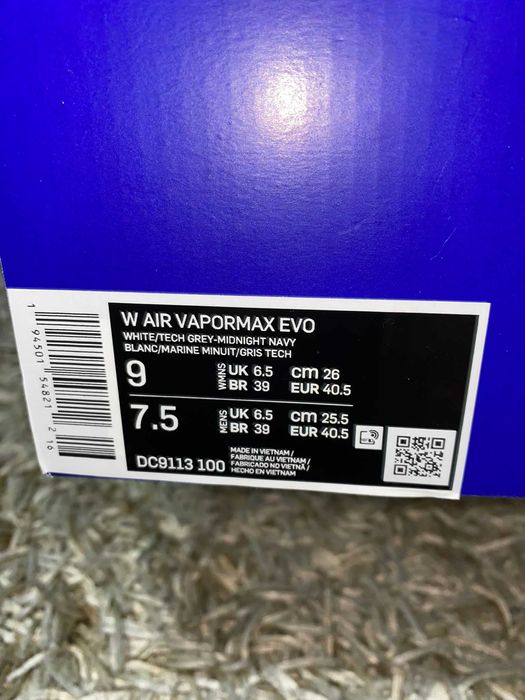 W AIR VAPORMAX EVO
WHITE/TECH GREY-MIDNIGHT NAVY
BLANC/MARINE MINUIT/GRIS TECH
9 WMNS UK 6.5 cm 26
BR 39 EUR 40.5
7.5 MENS UK 6.5 cm 25.5
BR 39 EUR 40.5
DC9113 100
MADE IN VIETNAM /
FABRIQUE AU VIETNAM /
FABRICADO NO VIETNÃ /
HECHO EN VIETNAM
1 94501 54821 2 16